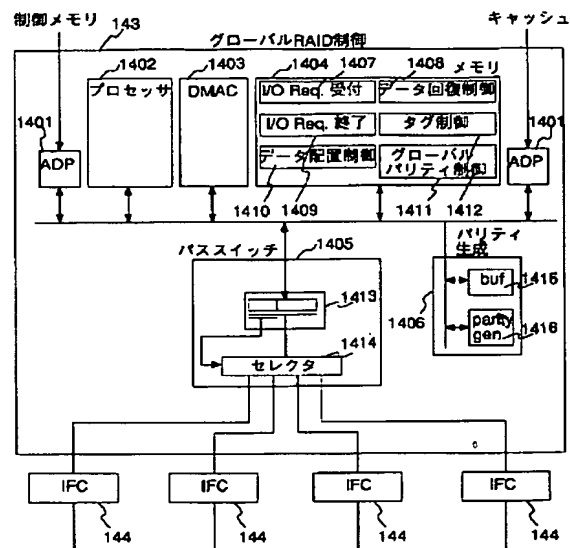 制御メモリ
キャッシュ
143
グローバルRAID制御
1402
1403
1404
1407
1408
メモリ
プロセッサ
DMAC
I/O Req. 受付
データ回復制御
1401
1401
I/O Req. 終了
タグ制御
ADP
ADP
データ配置制御
グローバル
パリティ制御
1410
1409
1411
1412
パススイッチ
1405
パリティ
生成
1413
buf
1415
1406
parity
gen.
1416
1414
セレクタ
IFC
IFC
IFC
IFC
144
144
144
144